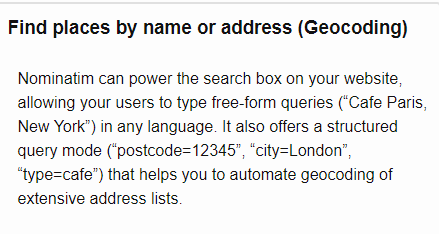 Find places by name or address (Geocoding)
Nominatim can power the search box on your website,
allowing your users to type free-form queries (“Cafe Paris,
New York”) in any language. It also offers a structured
query mode (“postcode=12345”, “city=London”,
“type=cafe”) that helps you to automate geocoding of
extensive address lists.